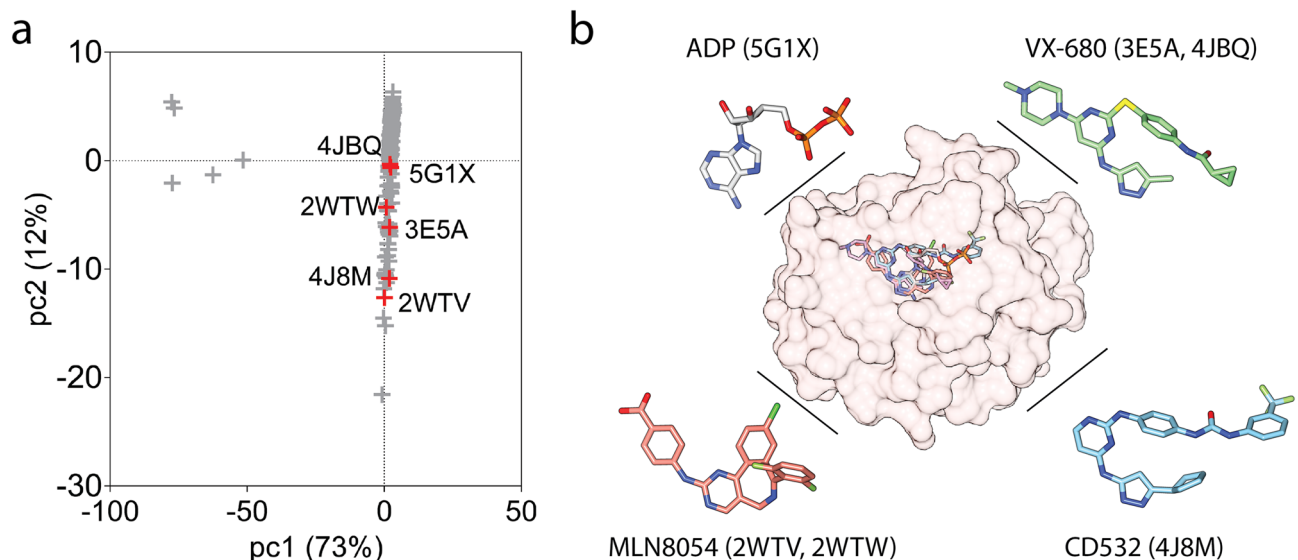 a
10
0
-10
-20
-30
-100
-50
0
50
pc2 (12%)
pc1 (73%)
4JBQ
5G1X
2WTW
3E5A
4J8M
2WTV
b
ADP (5G1X)
VX-680 (3E5A, 4JBQ)
MLN8054 (2WTV, 2WTW)
CD532 (4J8M)